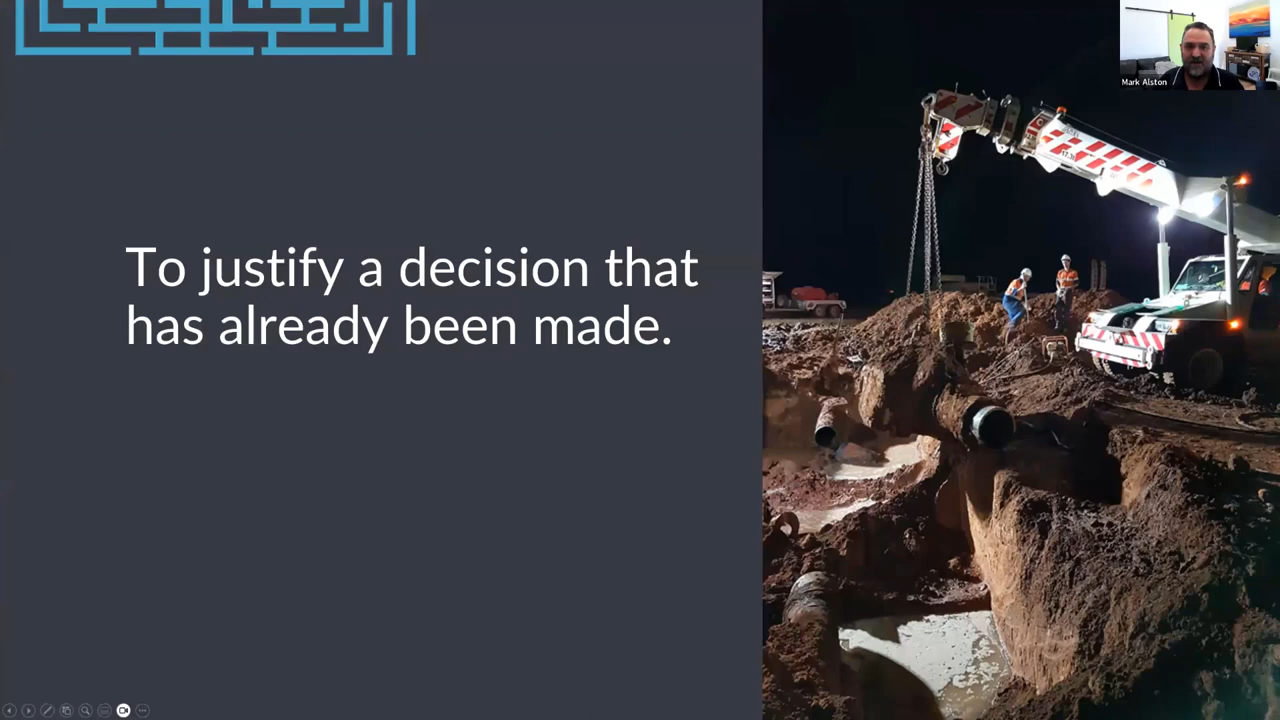 Mark Alston
To justify a decision that
has already been made.